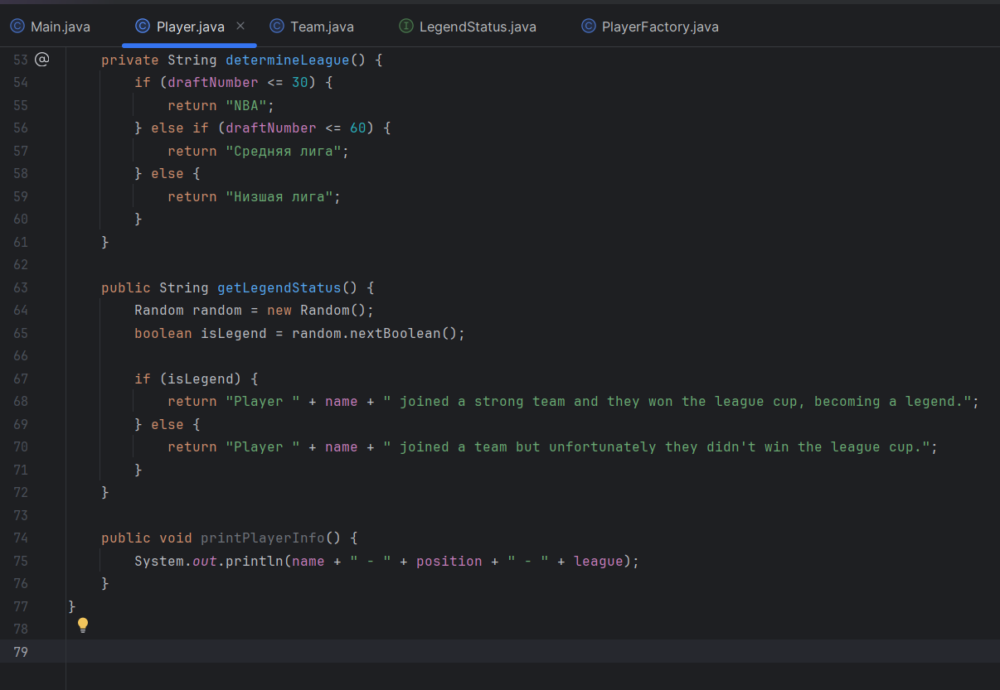 Main.java Player.java Team.java LegendStatus.java PlayerFactory.java
53 @ private String determineLeague() {
54 if (draftNumber <= 30) {
55 return "NBA";
56 } else if (draftNumber <= 60) {
57 return "Средняя лига";
58 } else {
59 return "Низшая лига";
60 }
61 }
62
63 public String getLegendStatus() {
64 Random random = new Random();
65 boolean isLegend = random.nextBoolean();
66
67 if (isLegend) {
68 return "Player " + name + " joined a strong team and they won the league cup, becoming a legend.";
69 } else {
70 return "Player " + name + " joined a team but unfortunately they didn't win the league cup.";
71 }
72 }
73
74 public void printPlayerInfo() {
75 System.out.println(name + " - " + position + " - " + league);
76 }
77 }
78
79